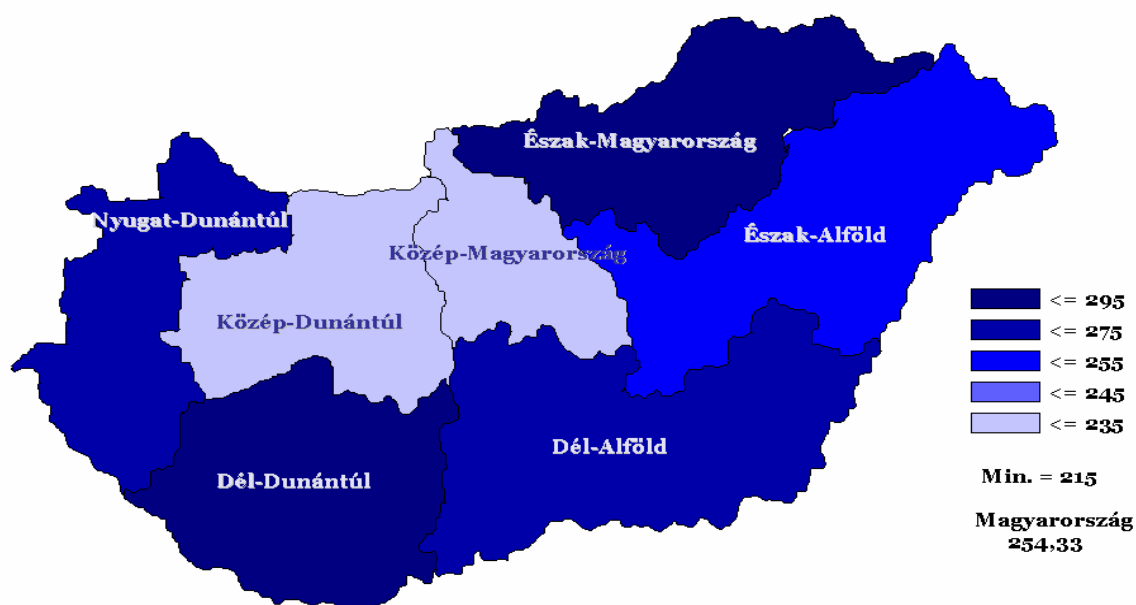 Észak-Magyarország
Nyugat-Dunántúl
Észak-Alföld
Közép-Magyarország
Közép-Dunántúl
Dél-Alföld
Dél-Dunántúl
<= 295
<= 275
<= 255
<= 245
<= 235
Min. = 215
Magyarország
254,33